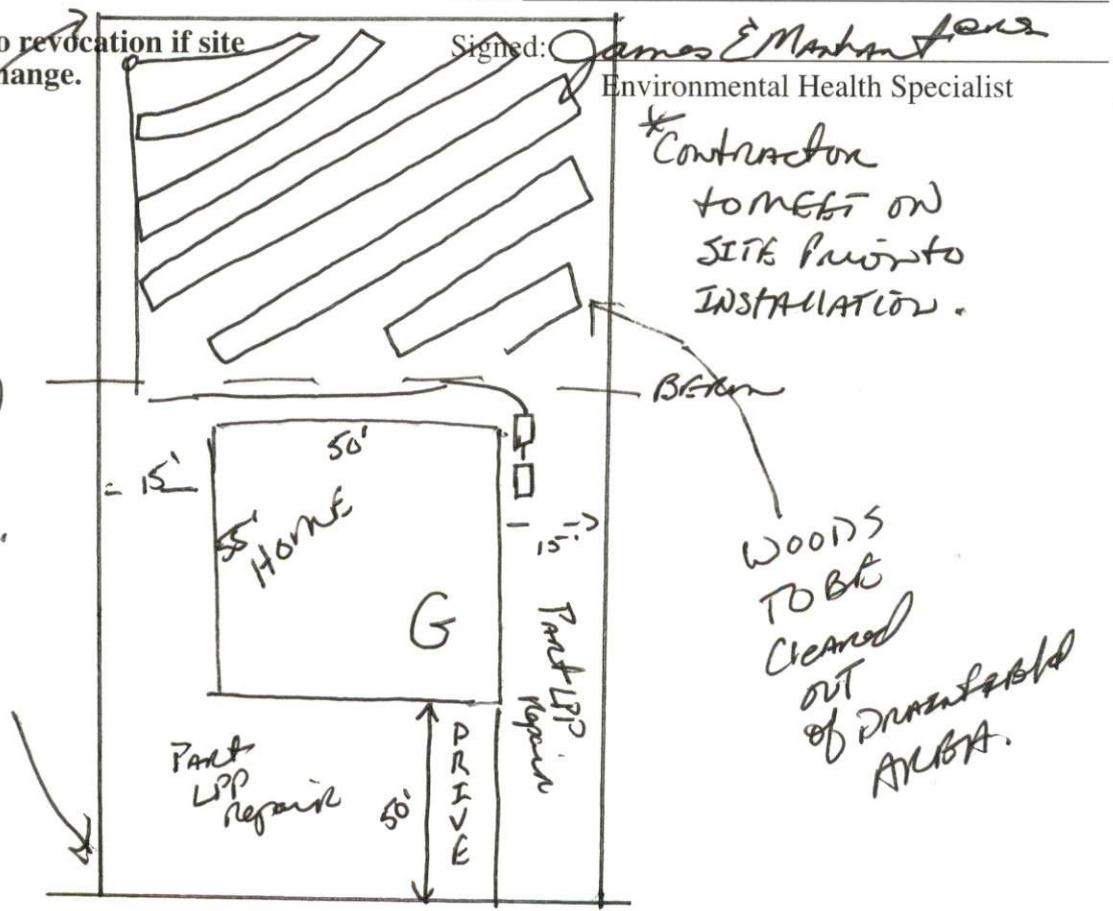 o revocation if site
hange.
Signed: James E Manhan
Environmental Health Specialist
*Contractor
to MEET ON
SITE Prior to
INSTALLATION.
BERM
50'
15'
55'
HOME
15'
G
WOODS
TO BE
Cleared
OUT
of DRAINFIELD
AREA.
Part LPP
Repair
Part
LPP
Repair
50'
DRIVE